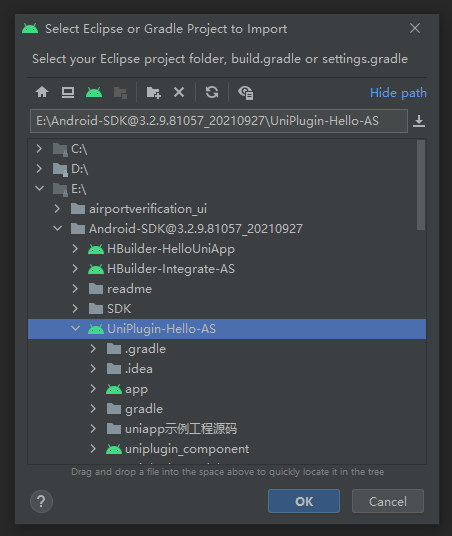 Select Eclipse or Gradle Project to Import
Select your Eclipse project folder, build.gradle or settings.gradle
Hide path
E:\Android-SDK@3.2.9.81057_20210927\UniPlugin-Hello-AS
C:\
D:\
E:\
airportverification_ui
Android-SDK@3.2.9.81057_20210927
HBuilder-HelloUniApp
HBuilder-Integrate-AS
readme
SDK
UniPlugin-Hello-AS
.gradle
.idea
app
gradle
uniapp示例工程源码
uniplugin_component
Drag and drop a file into the space above to quickly locate it in the tree
?
OK
Cancel